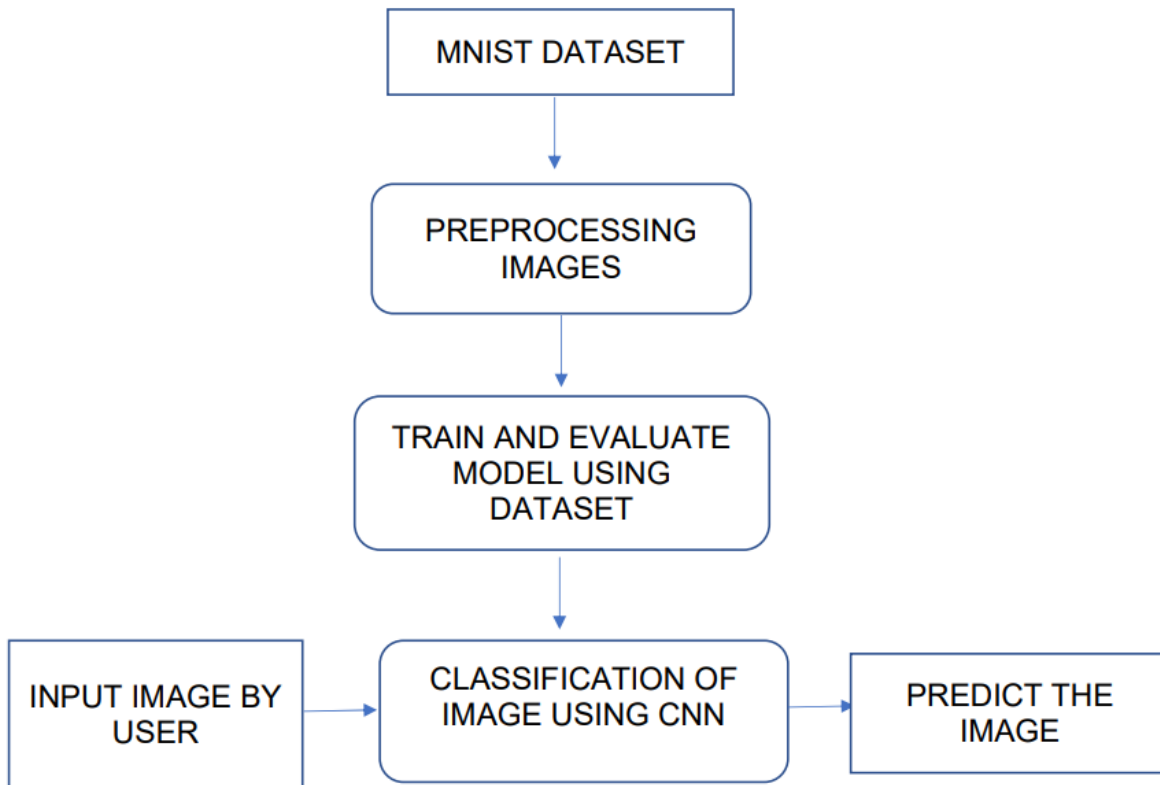 MNIST DATASET
PREPROCESSING
IMAGES
TRAIN AND EVALUATE
MODEL USING
DATASET
INPUT IMAGE BY
USER
CLASSIFICATION OF
IMAGE USING CNN
PREDICT THE
IMAGE